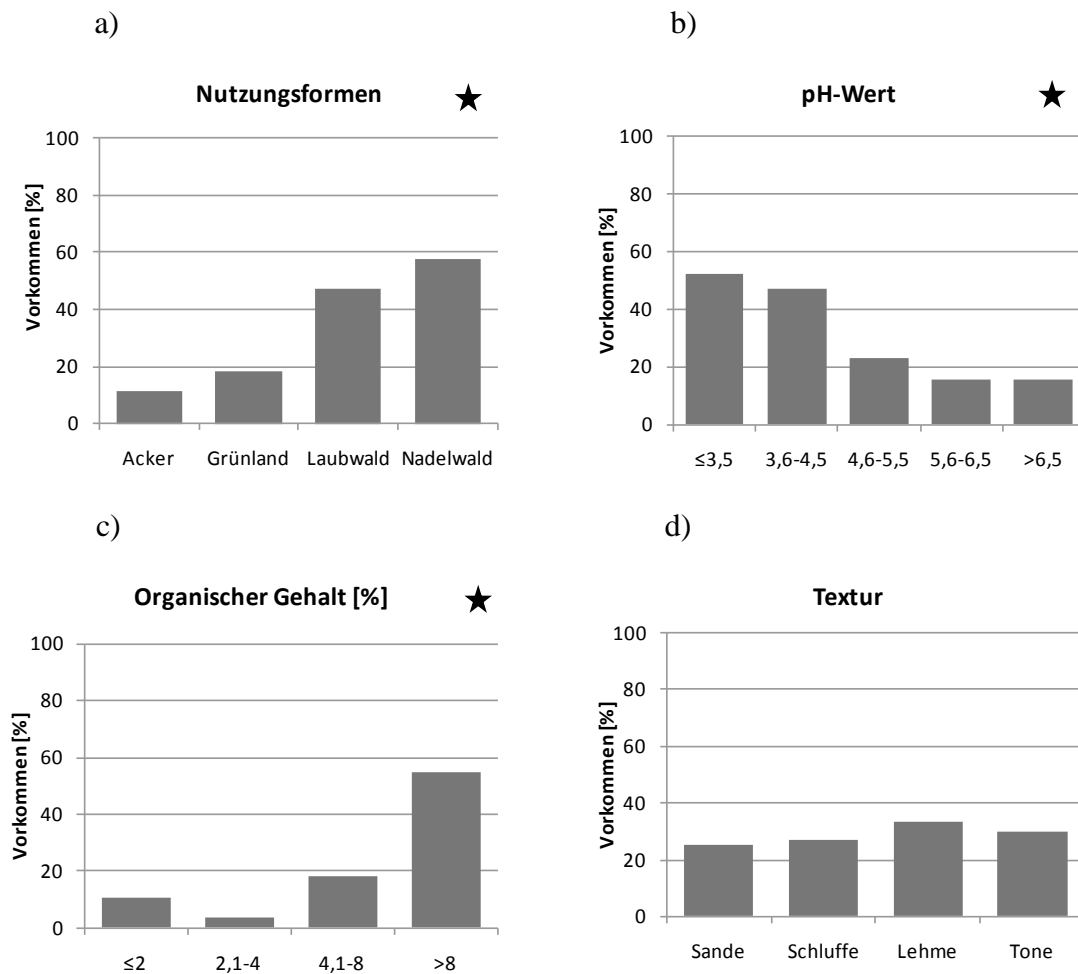 a)
Nutzungsformen ★
Vorkommen [%]
100
80
60
40
20
0
Acker Grünland Laubwald Nadelwald
b)
pH-Wert ★
Vorkommen [%]
100
80
60
40
20
0
≤3,5 3,6-4,5 4,6-5,5 5,6-6,5 >6,5
c)
Organischer Gehalt [%] ★
Vorkommen [%]
100
80
60
40
20
0
≤2 2,1-4 4,1-8 >8
d)
Textur
Vorkommen [%]
100
80
60
40
20
0
Sande Schluffe Lehme Tone